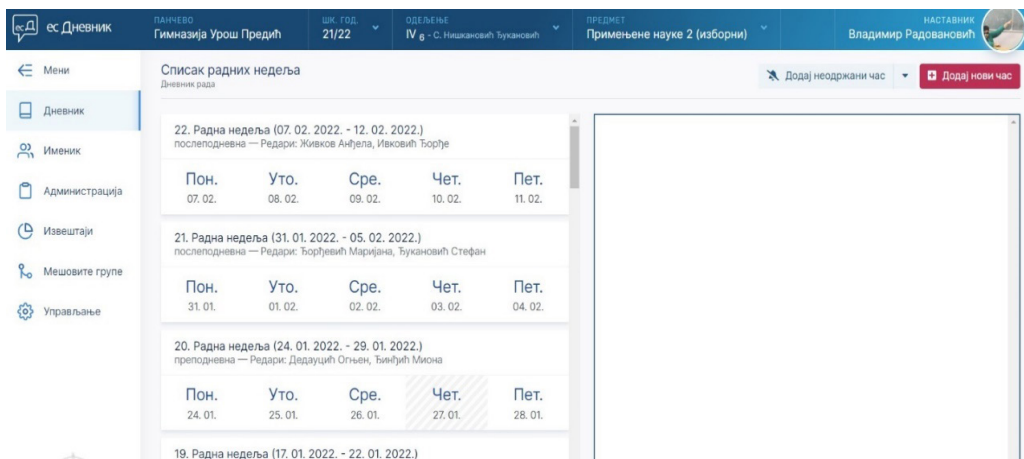 есД ес Дневник
ПАНЧЕВО
Гимназија Урош Предић
ШК. ГОД.
21/22
ОДЕЉЕЊЕ
IV 6 - С. Нишкановић Ђукановић
ПРЕДМЕТ
Примењене науке 2 (изборни)
НАСТАВНИК
Владимир Радовановић
Мени
Дневник
Именик
Администрација
Извештаји
Мешовите групе
Управљање
Списак радних недеља
Дневник рада
Додај неодржани час
Додај нови час
22. Радна недеља (07. 02. 2022. - 12. 02. 2022.)
послеподневна — Редари: Живков Анђела, Ивковић Ђорђе
Пон. Уто. Сре. Чет. Пет.
07. 02. 08. 02. 09. 02. 10. 02. 11. 02.
21. Радна недеља (31. 01. 2022. - 05. 02. 2022.)
послеподневна — Редари: Ђорђевић Маријана, Ђукановић Стефан
Пон. Уто. Сре. Чет. Пет.
31. 01. 01. 02. 02. 02. 03. 02. 04. 02.
20. Радна недеља (24. 01. 2022. - 29. 01. 2022.)
преподневна — Редари: Дедауцић Огњен, Ђинђић Миона
Пон. Уто. Сре. Чет. Пет.
24. 01. 25. 01. 26. 01. 27. 01. 28. 01.
19. Радна недеља (17. 01. 2022. - 22. 01. 2022.)